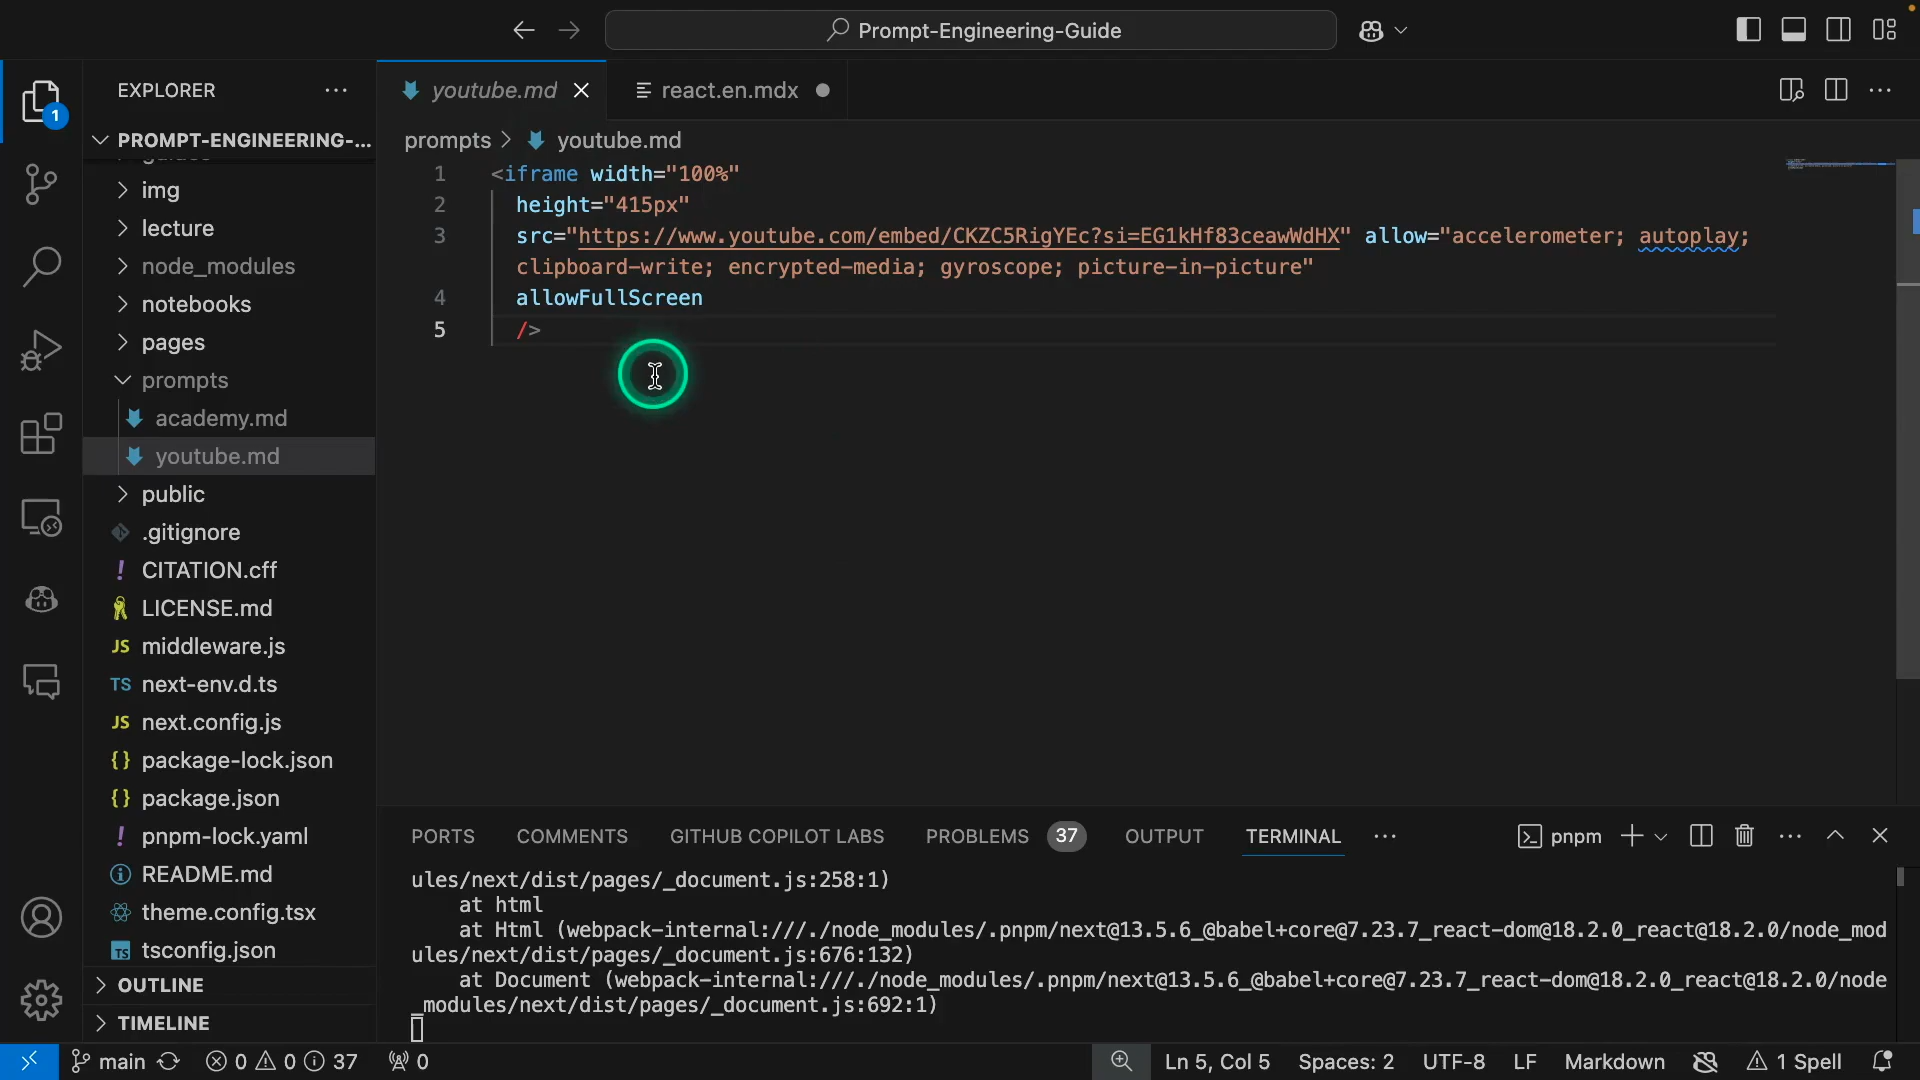 Prompt-Engineering-Guide
EXPLORER
1
youtube.md
react.en.mdx
PROMPT-ENGINEERING-...
prompts > youtube.md
img
lecture
node_modules
notebooks
pages
prompts
academy.md
youtube.md
public
.gitignore
CITATION.cff
LICENSE.md
middleware.js
next-env.d.ts
next.config.js
package-lock.json
package.json
pnpm-lock.yaml
README.md
theme.config.tsx
tsconfig.json
OUTLINE
TIMELINE
1 <iframe width="100%"
2 height="415px"
3 src="https://www.youtube.com/embed/CKZC5RigYEc?si=EG1kHf83ceawWdHX" allow="accelerometer; autoplay;
clipboard-write; encrypted-media; gyroscope; picture-in-picture"
4 allowFullScreen
5 />
PORTS COMMENTS GITHUB COPILOT LABS PROBLEMS 37 OUTPUT TERMINAL
pnpm
ules/next/dist/pages/_document.js:258:1)
at html
at Html (webpack-internal:///./node_modules/.pnpm/next@13.5.6_@babel+core@7.23.7_react-dom@18.2.0_react@18.2.0/node_mod
ules/next/dist/pages/_document.js:676:132)
at Document (webpack-internal:///./node_modules/.pnpm/next@13.5.6_@babel+core@7.23.7_react-dom@18.2.0_react@18.2.0/node
_modules/next/dist/pages/_document.js:692:1)
main 0 0 37 0 Ln 5, Col 5 Spaces: 2 UTF-8 LF Markdown 1 Spell